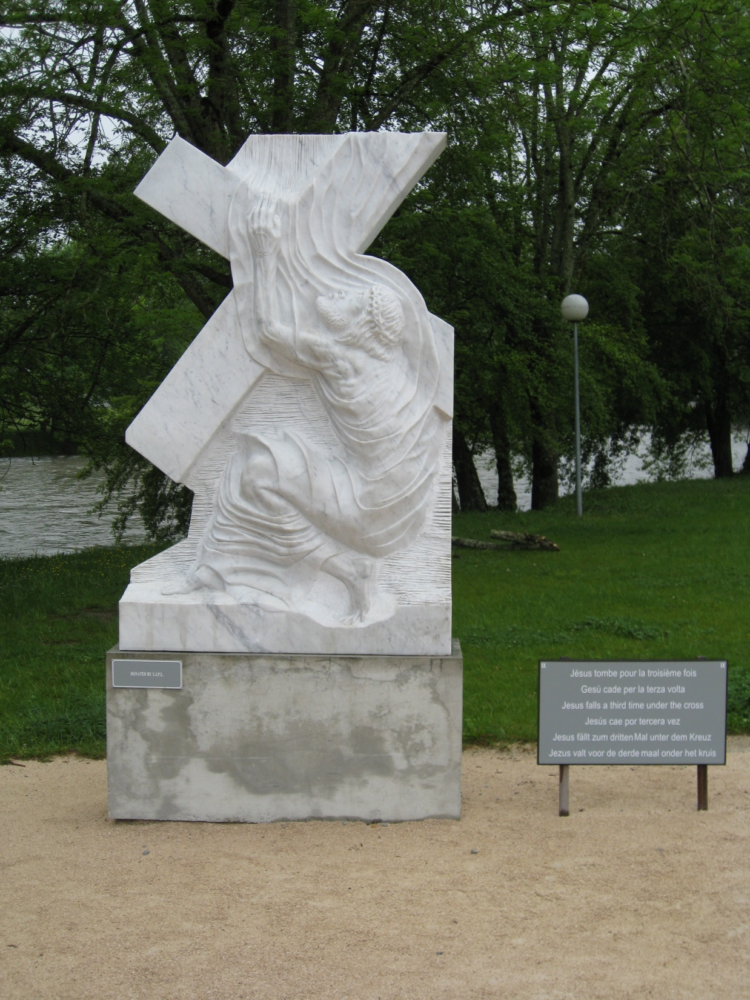 DONATED BY U.I.P.L.
IX IX
Jésus tombe pour la troisième fois
Gesù cade per la terza volta
Jesus falls a third time under the cross
Jesús cae por tercera vez
Jesus fällt zum dritten Mal unter dem Kreuz
Jezus valt voor de derde maal onder het kruis